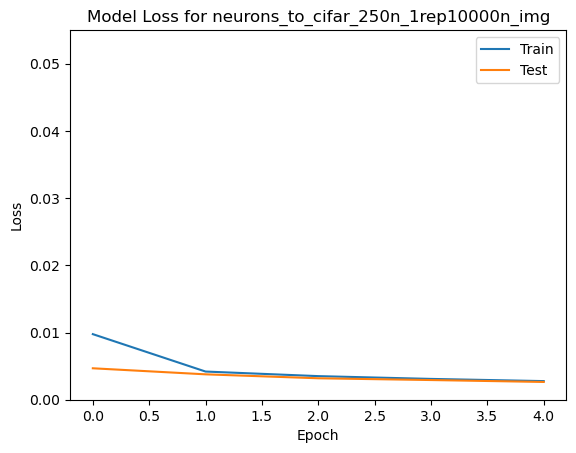 Model Loss for neurons_to_cifar_250n_1rep10000n_img
Train
Test
0.05
0.04
0.03
0.02
0.01
0.00
Loss
0.0 0.5 1.0 1.5 2.0 2.5 3.0 3.5 4.0
Epoch